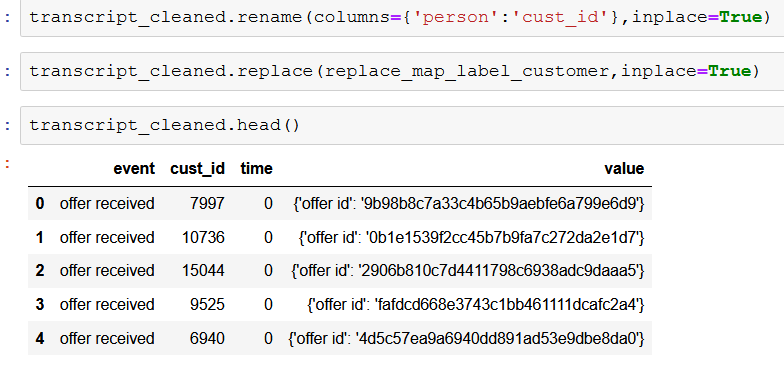 : transcript_cleaned.rename(columns={'person':'cust_id'},inplace=True)
: transcript_cleaned.replace(replace_map_label_customer,inplace=True)
: transcript_cleaned.head()
:
event cust_id time value
0 offer received 7997 0 {'offer id': '9b98b8c7a33c4b65b9aebfe6a799e6d9'}
1 offer received 10736 0 {'offer id': '0b1e1539f2cc45b7b9fa7c272da2e1d7'}
2 offer received 15044 0 {'offer id': '2906b810c7d4411798c6938adc9daaa5'}
3 offer received 9525 0 {'offer id': 'fafdcd668e3743c1bb461111dcafc2a4'}
4 offer received 6940 0 {'offer id': '4d5c57ea9a6940dd891ad53e9dbe8da0'}